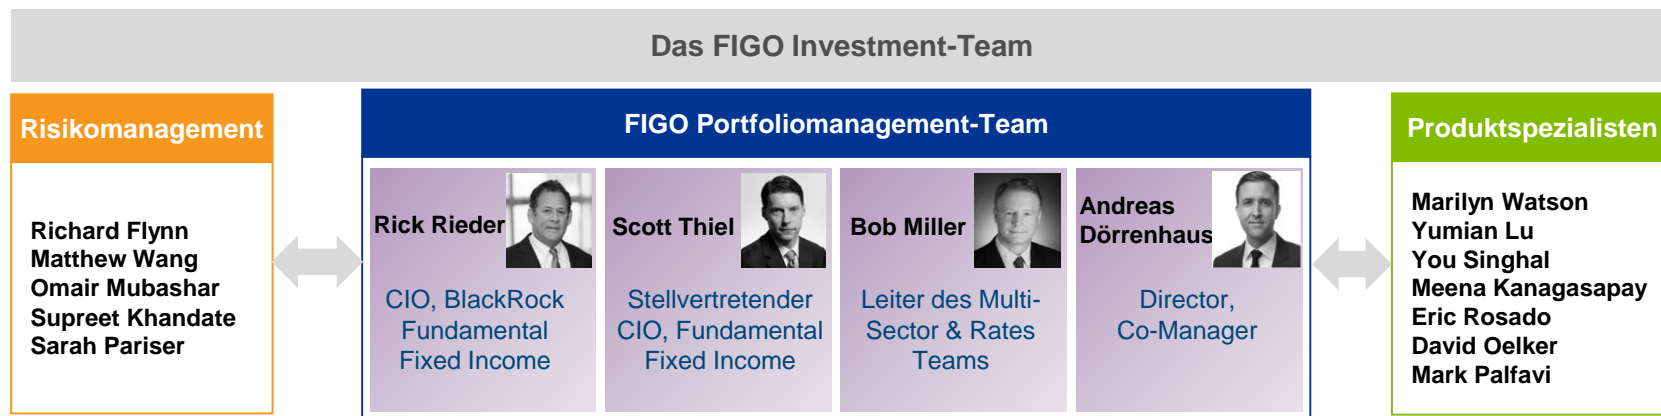 Das FIGO Investment-Team
Risikomanagement
Richard Flynn
Matthew Wang
Omair Mubashar
Supreet Khandate
Sarah Pariser
FIGO Portfoliomanagement-Team
Rick Rieder
CIO, BlackRock
Fundamental
Fixed Income
Scott Thiel
Stellvertretender
CIO, Fundamental
Fixed Income
Bob Miller
Leiter des Multi-
Sector & Rates
Teams
Andreas
Dörrenhaus
Director,
Co-Manager
Produktspezialisten
Marilyn Watson
Yumian Lu
You Singhal
Meena Kanagasapay
Eric Rosado
David Oelker
Mark Palfavi